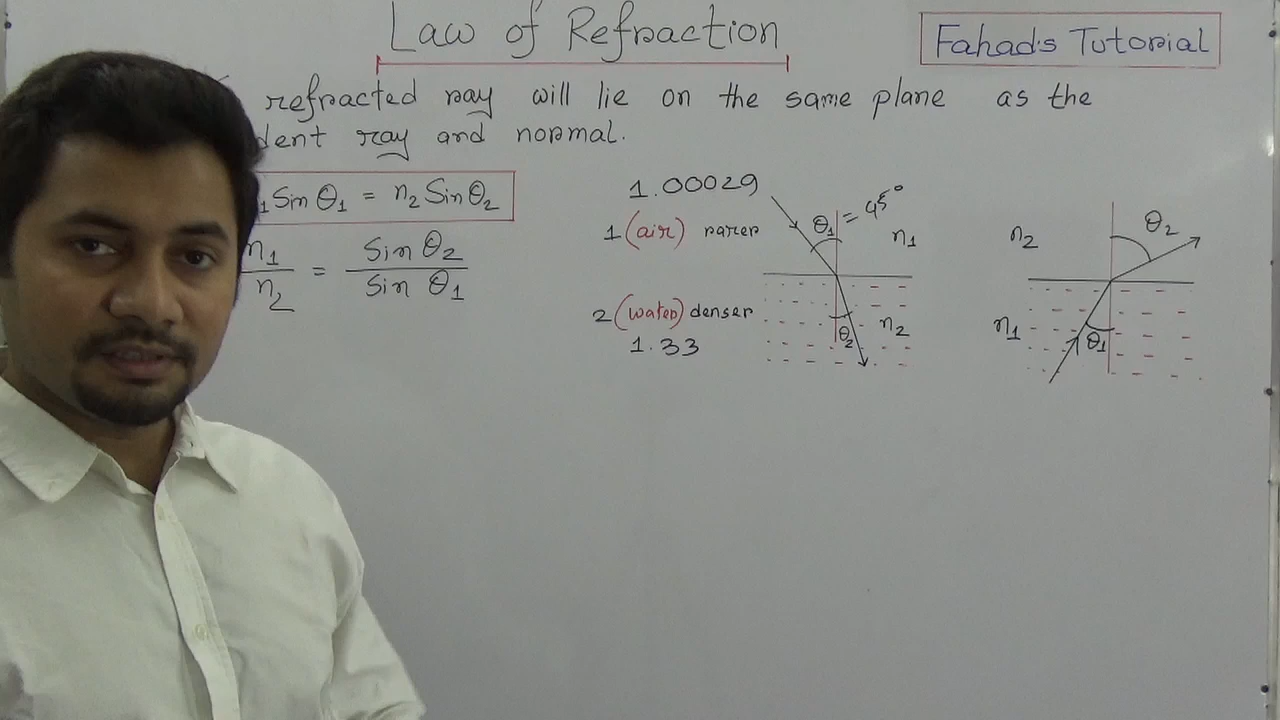 Law of Refraction
Fahad's Tutorial
refracted ray will lie on the same plane as the
dent ray and normal.
1 Sin θ1 = n2 Sin θ2
n1/n2 = Sin θ2/Sin θ1
1.00029
1 (air) rarer
2 (water) denser
1.33
θ1 = 45°
n1
θ2
n2
n2
θ2
n1
θ1